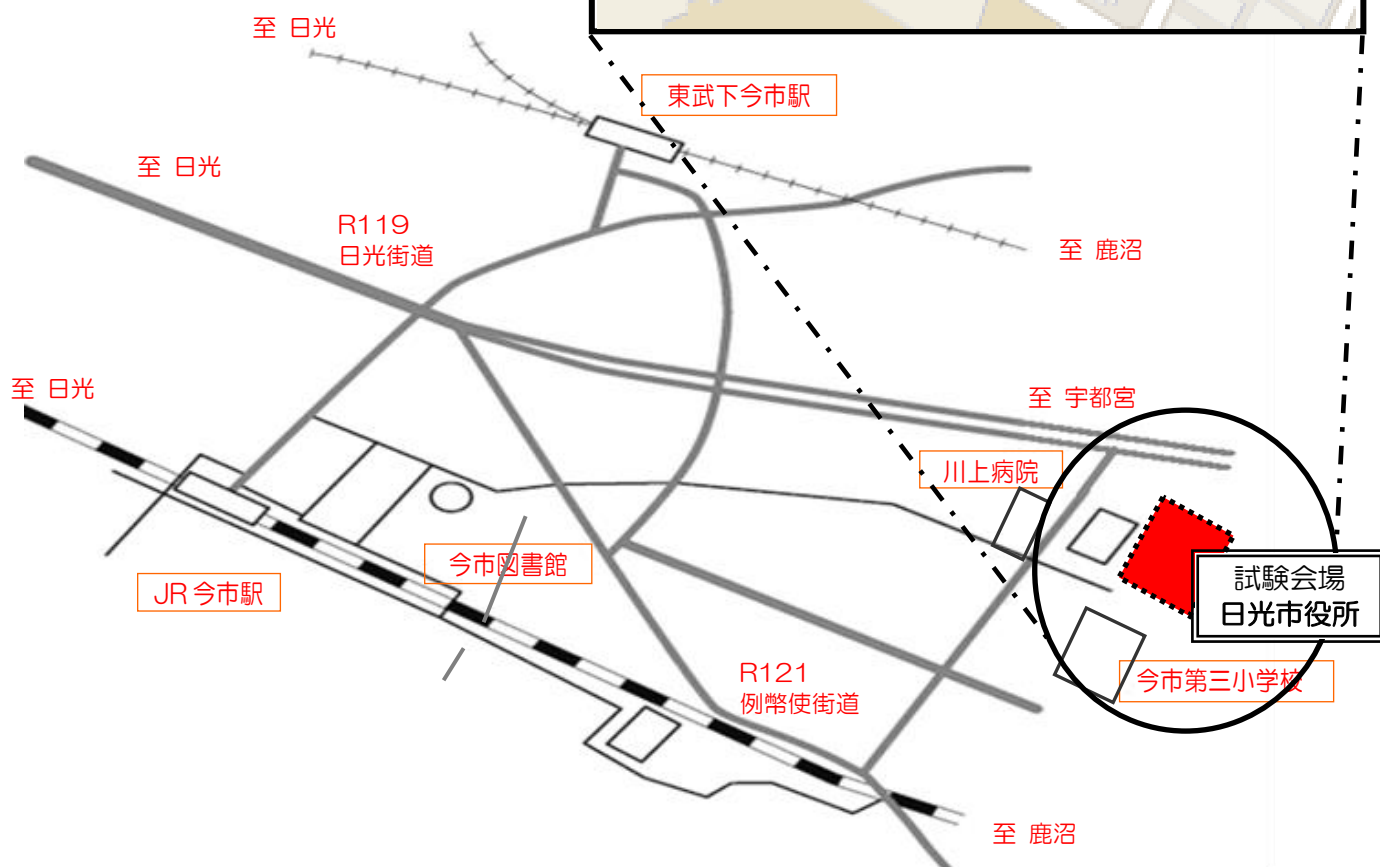 至 日光
東武下今市駅
至 日光
R119
日光街道
至 鹿沼
至 日光
至 宇都宮
川上病院
今市図書館
JR今市駅
試験会場
日光市役所
R121
例幣使街道
今市第三小学校
至 鹿沼